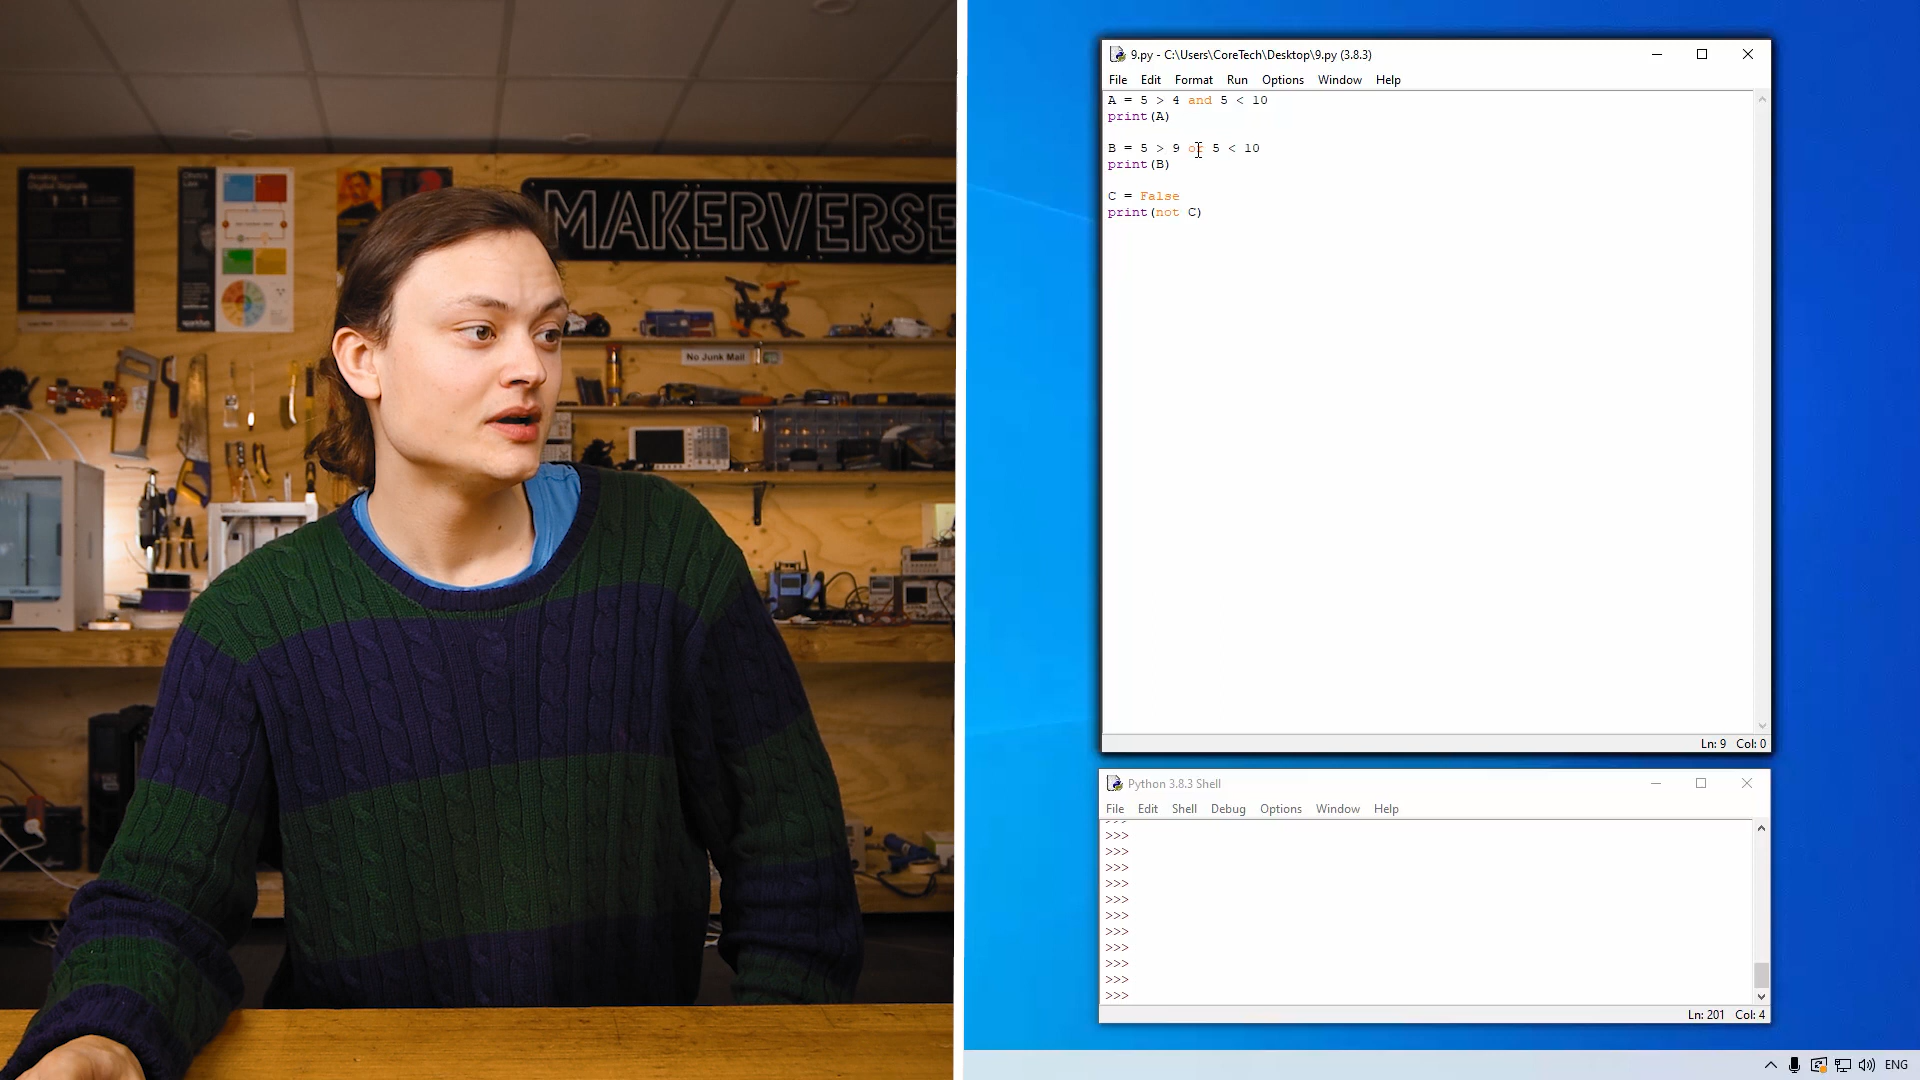 MAKERVERSE
No Junk Mail
9.py - C:\Users\CoreTech\Desktop\9.py (3.8.3)
File Edit Format Run Options Window Help
A = 5 > 4 and 5 < 10
print(A)
B = 5 > 9 or 5 < 10
print(B)
C = False
print(not C)
Ln: 9 Col: 0
Python 3.8.3 Shell
File Edit Shell Debug Options Window Help
>>>
>>>
>>>
>>>
>>>
>>>
>>>
>>>
>>>
>>>
>>>
Ln: 201 Col: 4
ENG